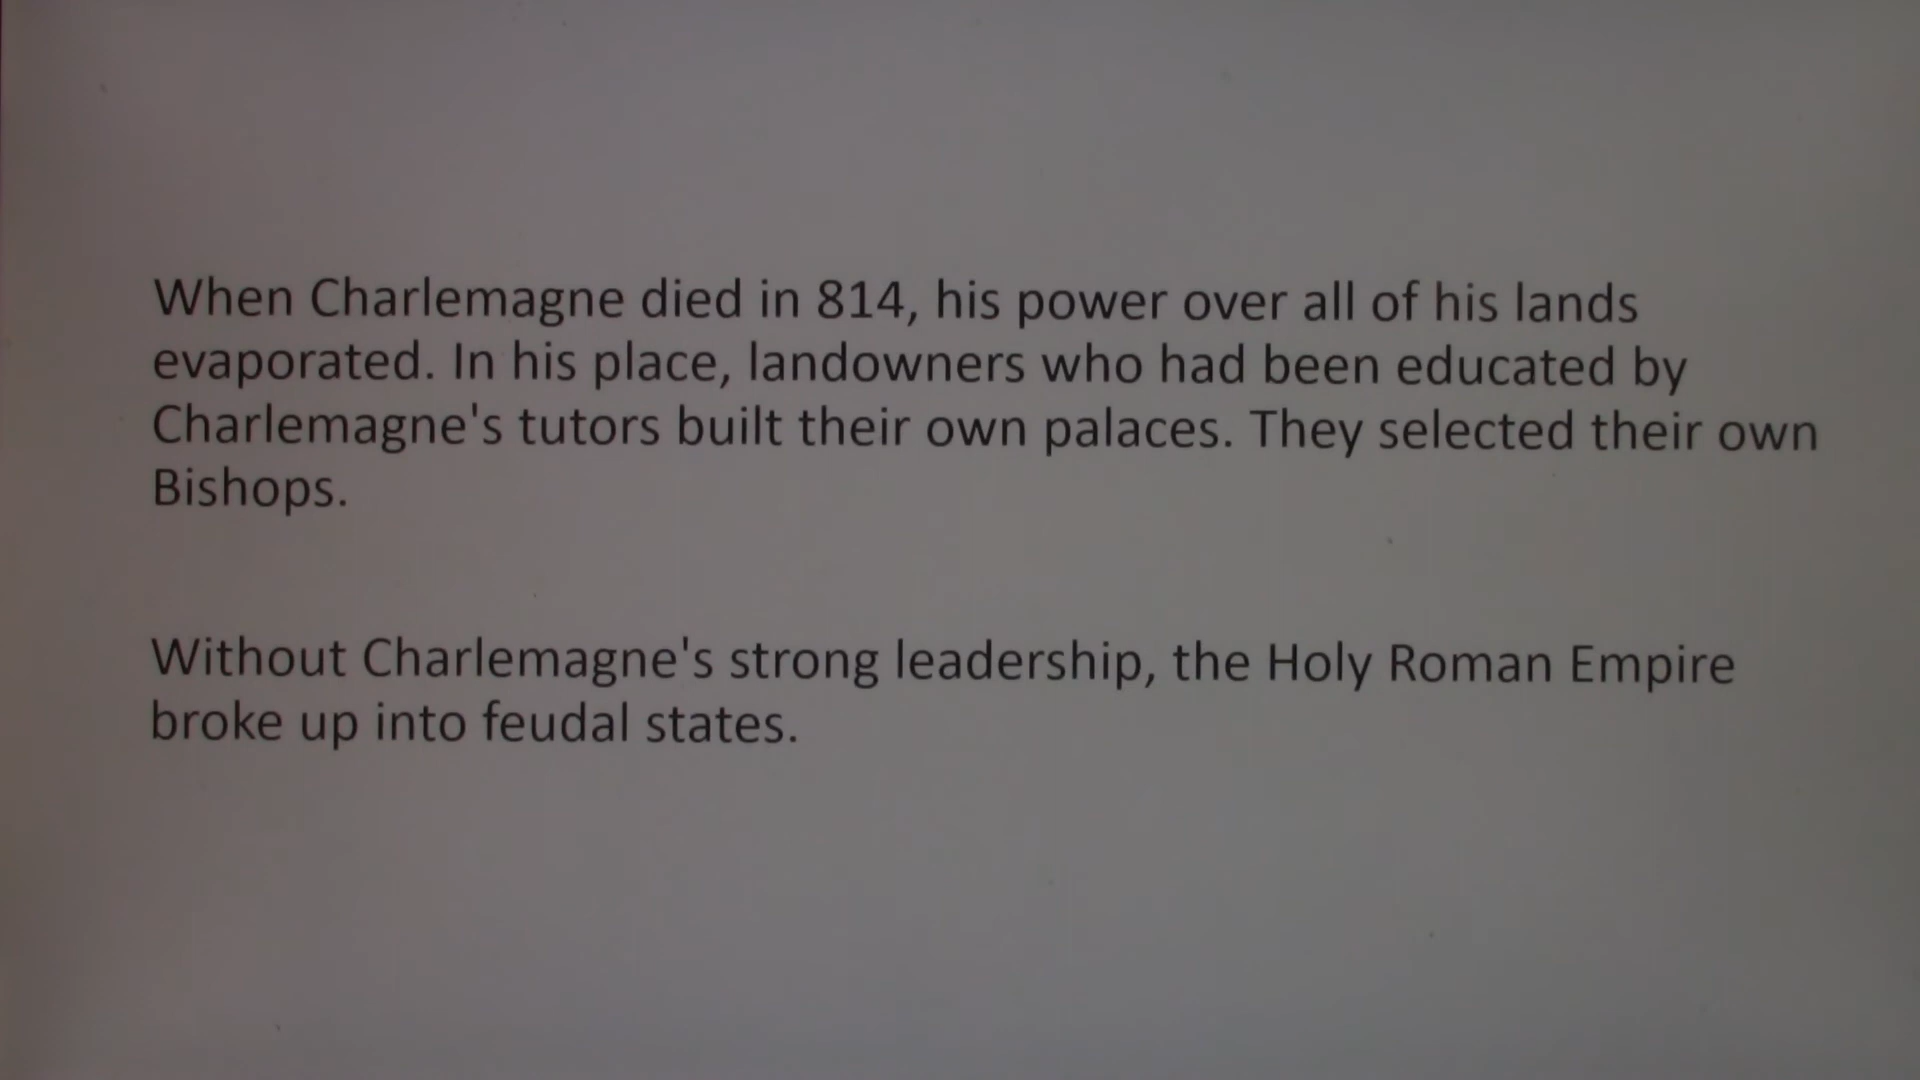 When Charlemagne died in 814, his power over all of his lands
evaporated. In his place, landowners who had been educated by
Charlemagne's tutors built their own palaces. They selected their own
Bishops.
Without Charlemagne's strong leadership, the Holy Roman Empire
broke up into feudal states.